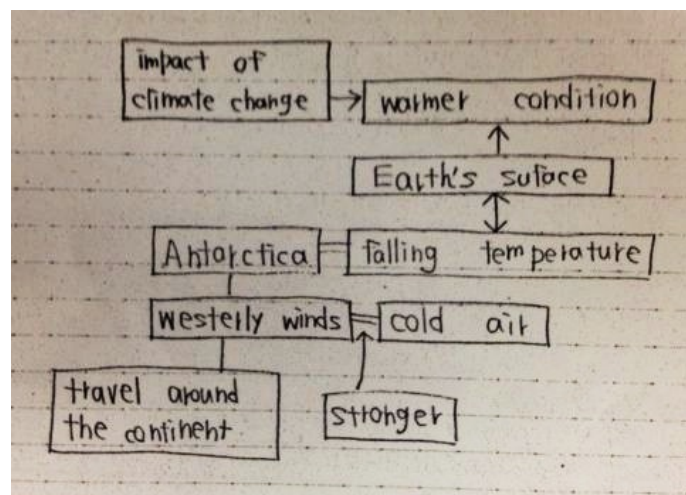 impact of
climate change
warmer condition
Earth's suface
Antarctica
falling temperature
westerly winds
cold air
travel around
the continent
stronger